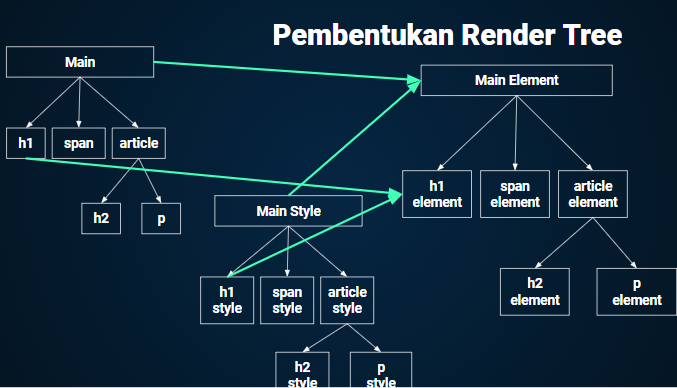 Pembentukan Render Tree
Main
h1
span
article
h2
p
Main Style
h1
style
span
style
article
style
h2
style
p
style
Main Element
h1
element
span
element
article
element
h2
element
p
element